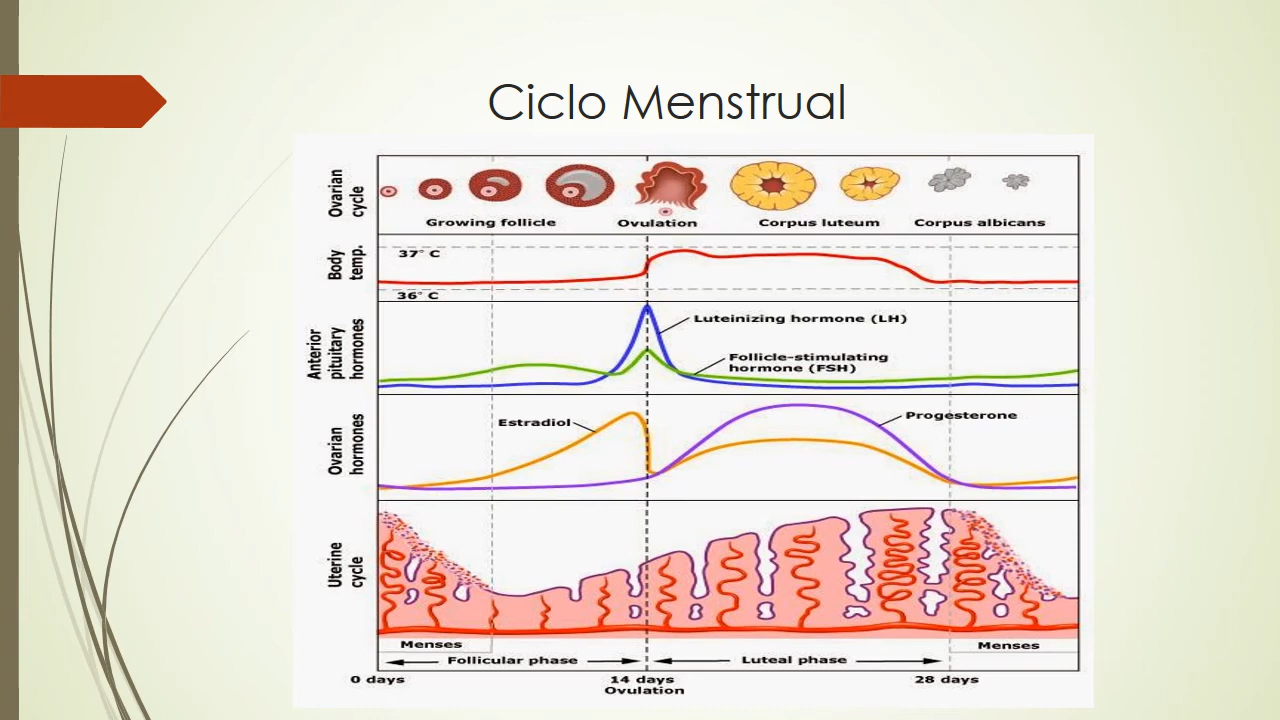 Ciclo Menstrual
Ovarian
cycle
Growing follicle
Ovulation
Corpus luteum
Corpus albicans
Body
temp.
37° C
36° C
Anterior
pituitary
hormones
Luteinizing hormone (LH)
Follicle-stimulating
hormone (FSH)
Ovarian
hormones
Estradiol
Progesterone
Uterine
cycle
Menses
Menses
Follicular phase
Luteal phase
0 days
14 days
28 days
Ovulation